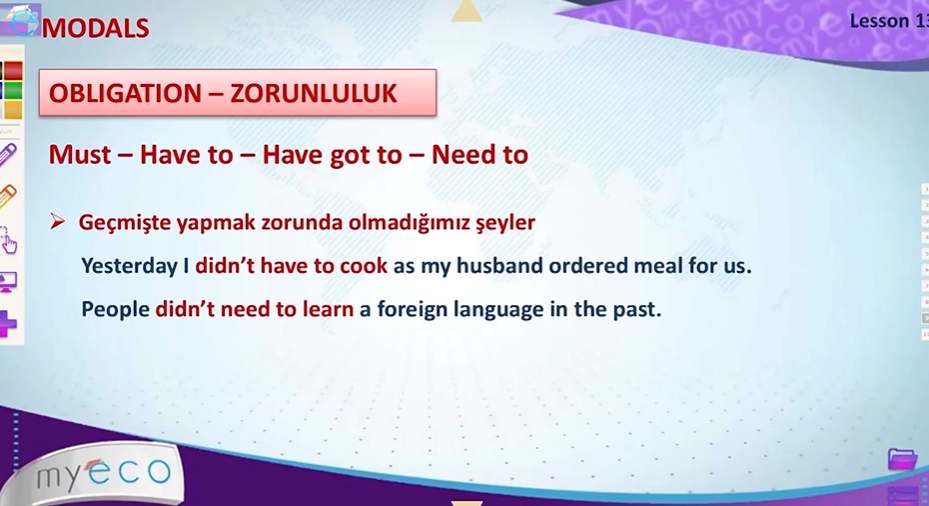 MODALS
Lesson 13
OBLIGATION – ZORUNLULUK
Must – Have to – Have got to – Need to
Geçmişte yapmak zorunda olmadığımız şeyler
Yesterday I didn't have to cook as my husband ordered meal for us.
People didn't need to learn a foreign language in the past.
myeco